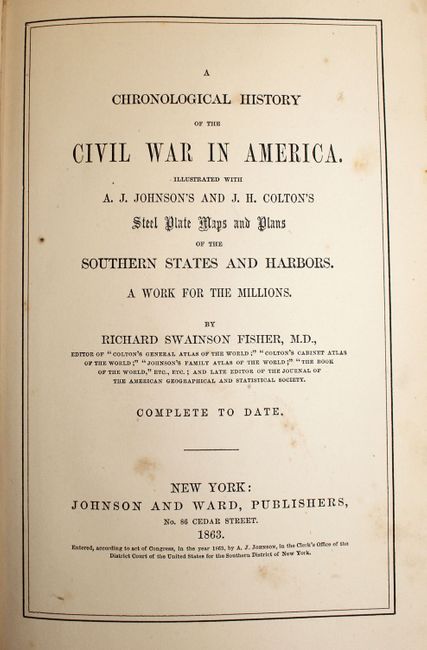 A
CHRONOLOGICAL HISTORY
OF THE
CIVIL WAR IN AMERICA.
ILLUSTRATED WITH
A. J. JOHNSON'S AND J. H. COLTON'S
Steel Plate Maps and Plans
OF THE
SOUTHERN STATES AND HARBORS.
A WORK FOR THE MILLIONS.
BY
RICHARD SWAINSON FISHER, M.D.,
EDITOR OF "COLTON'S GENERAL ATLAS OF THE WORLD;" "COLTON'S CABINET ATLAS
OF THE WORLD;" "JOHNSON'S FAMILY ATLAS OF THE WORLD;" "THE BOOK
OF THE WORLD," ETC., ETC.; AND LATE EDITOR OF THE JOURNAL OF
THE AMERICAN GEOGRAPHICAL AND STATISTICAL SOCIETY.
COMPLETE TO DATE.
NEW YORK:
JOHNSON AND WARD, PUBLISHERS,
No. 86 CEDAR STREET.
1863.
Entered, according to act of Congress, in the year 1863, by A. J. JOHNSON, in the Clerk's Office of the
District Court of the United States for the Southern District of New York.